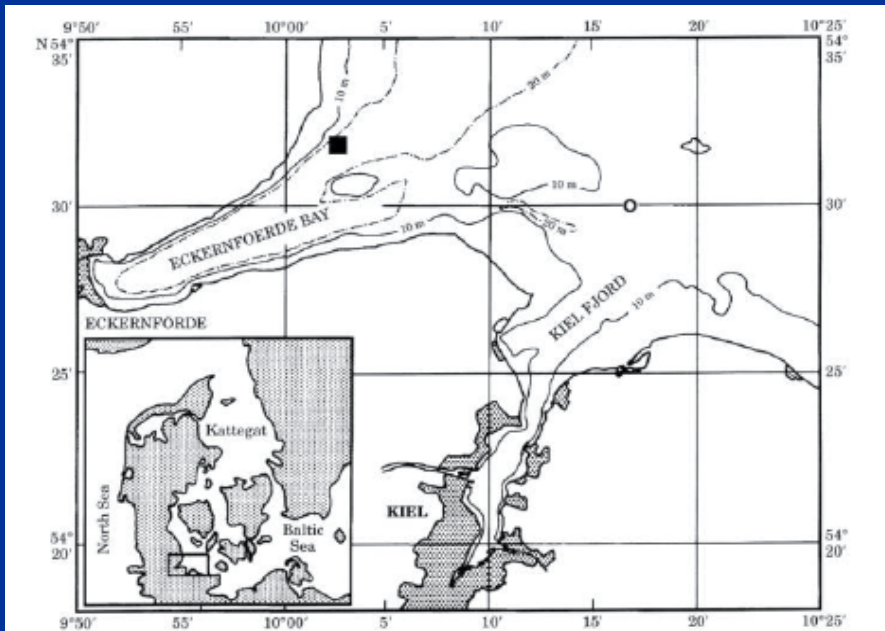 9°50' 55' 10°00' 5' 10' 15' 20' 10°25'
N 54°
35'
54°
35'
10 m
20 m
10 m
30'
30'
ECKERNFOERDE BAY
10 m
20 m
KIEL FJORD
10 m
ECKERNFÖRDE
25'
25'
Kattegat
North Sea
Baltic
Sea
KIEL
54°
20'
54°
20'
9°50' 55' 10°00' 5' 10' 15' 20' 10°25'